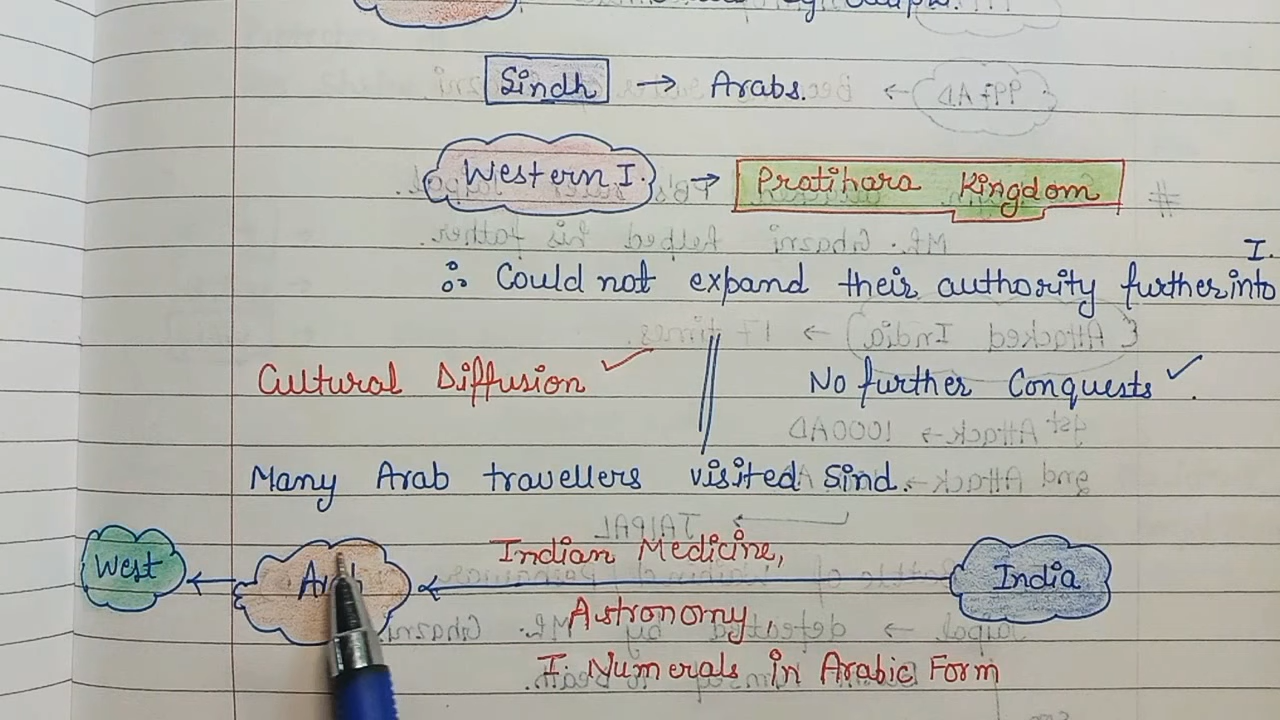 Sindh → Arabs.
Western I. → Pratihara Kingdom
∴ Could not expand their authority further into I.
Cultural Diffusion ✓ || No further Conquests ✓.
Many Arab travellers visited Sind.
West ← ← Indian Medicine, India
Astronomy,
I. Numerals in Arabic Form